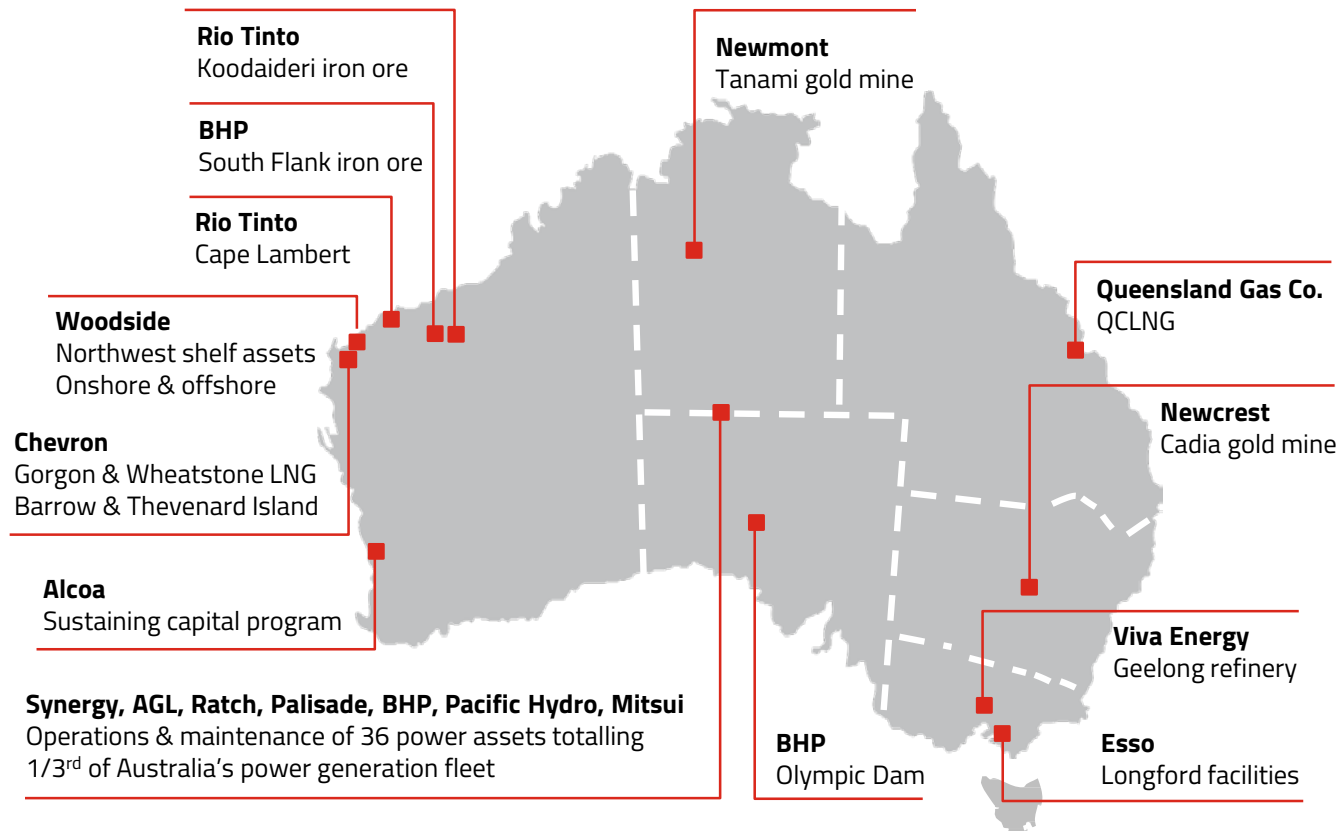 Rio Tinto
Koodaideri iron ore
BHP
South Flank iron ore
Rio Tinto
Cape Lambert
Woodside
Northwest shelf assets
Onshore & offshore
Chevron
Gorgon & Wheatstone LNG
Barrow & Thevenard Island
Alcoa
Sustaining capital program
Synergy, AGL, Ratch, Palisade, BHP, Pacific Hydro, Mitsui
Operations & maintenance of 36 power assets totalling
1/3rd of Australia’s power generation fleet
Newmont
Tanami gold mine
Queensland Gas Co.
QCLNG
Newcrest
Cadia gold mine
Viva Energy
Geelong refinery
BHP
Olympic Dam
Esso
Longford facilities